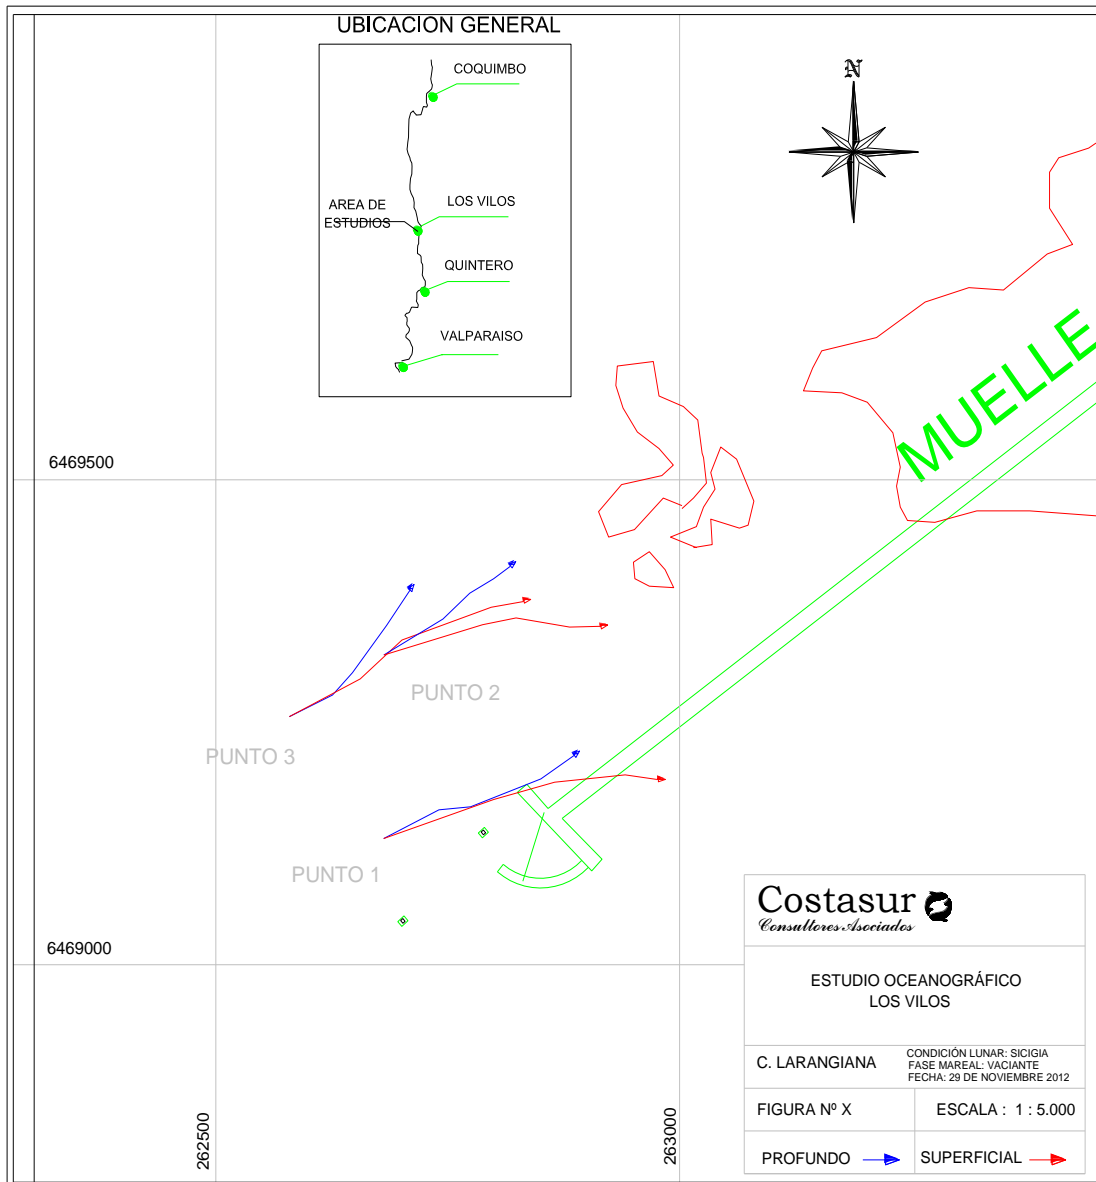 UBICACION GENERAL
COQUIMBO
N
AREA DE
ESTUDIOS
LOS VILOS
QUINTERO
VALPARAISO
MUELLE
6469500
PUNTO 2
PUNTO 3
PUNTO 1
6469000
262500
263000
Costasur
Consultores Asociados
ESTUDIO OCEANOGRÁFICO
LOS VILOS
C. LARANGIANA
CONDICIÓN LUNAR: SICIGIA
FASE MAREAL: VACIANTE
FECHA: 29 DE NOVIEMBRE 2012
FIGURA Nº X
ESCALA : 1 : 5.000
PROFUNDO
SUPERFICIAL